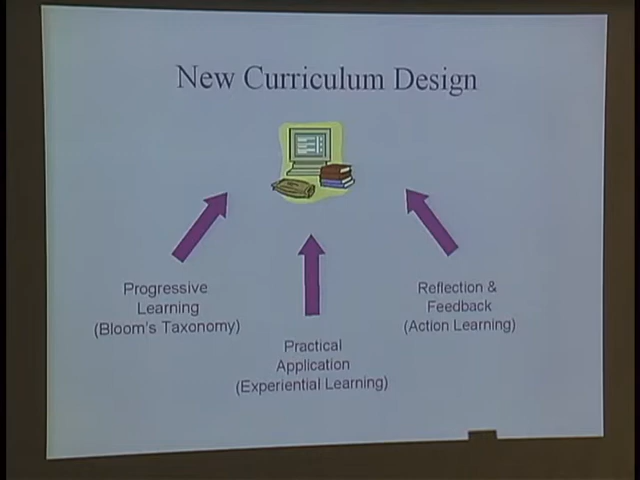 New Curriculum Design
Progressive
Learning
(Bloom's Taxonomy)
Practical
Application
(Experiential Learning)
Reflection &
Feedback
(Action Learning)